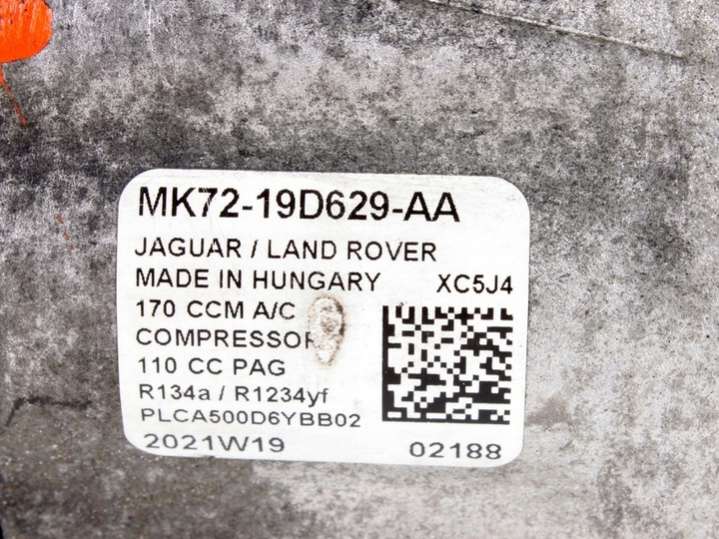 MK72-19D629-AA
JAGUAR / LAND ROVER
MADE IN HUNGARY XC5J4
170 CCM A/C
COMPRESSOR
110 CC PAG
R134a / R1234yf
PLCA500D6YBB02
2021W19 02188